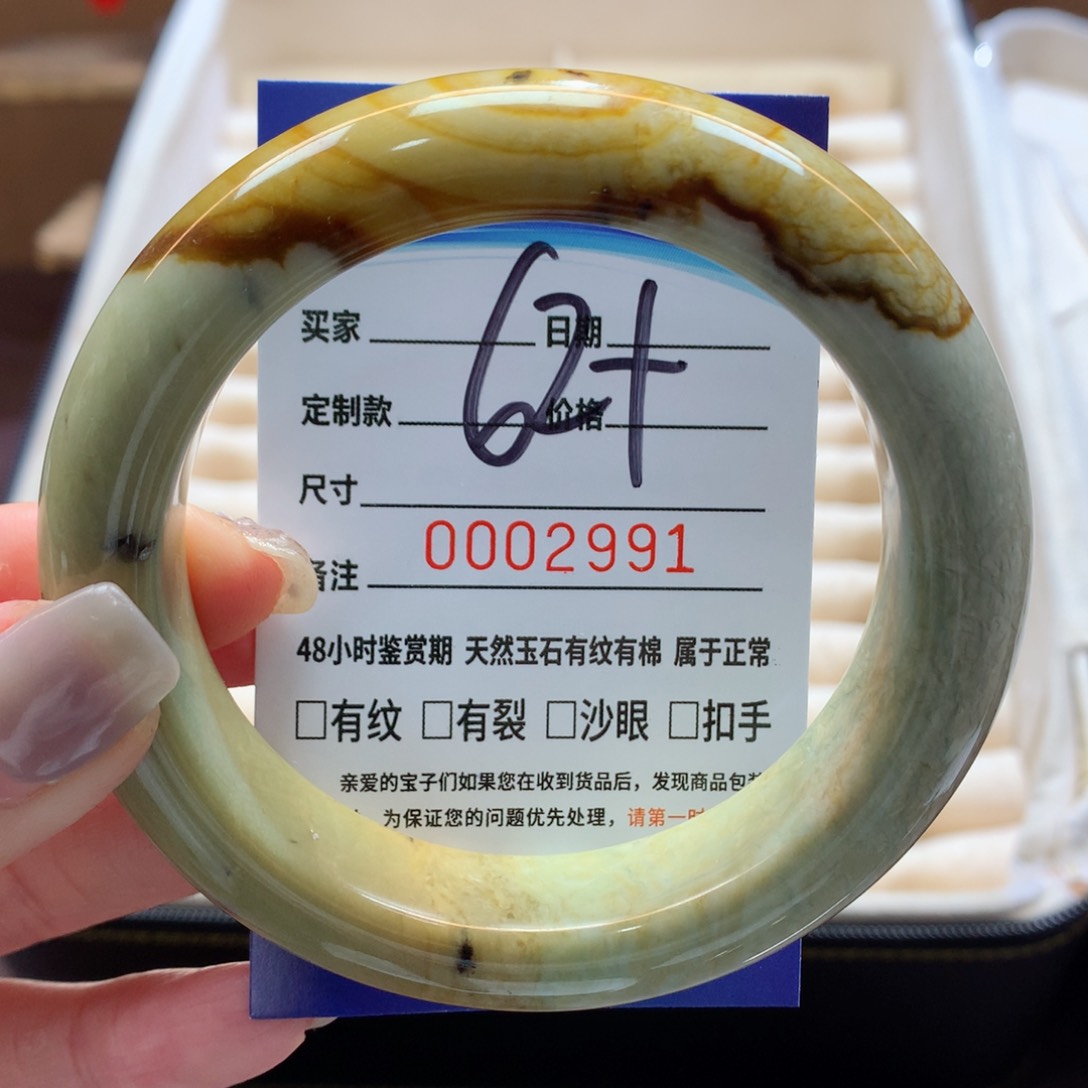 62+
买家 日期
定制款 价格
尺寸
0002991
备注
48小时鉴赏期 天然玉石有纹有棉 属于正常
□有纹 □有裂 □沙眼 □扣手
亲爱的宝子们如果您在收到货品后，发现商品包装
为保证您的问题优先处理，请第一时